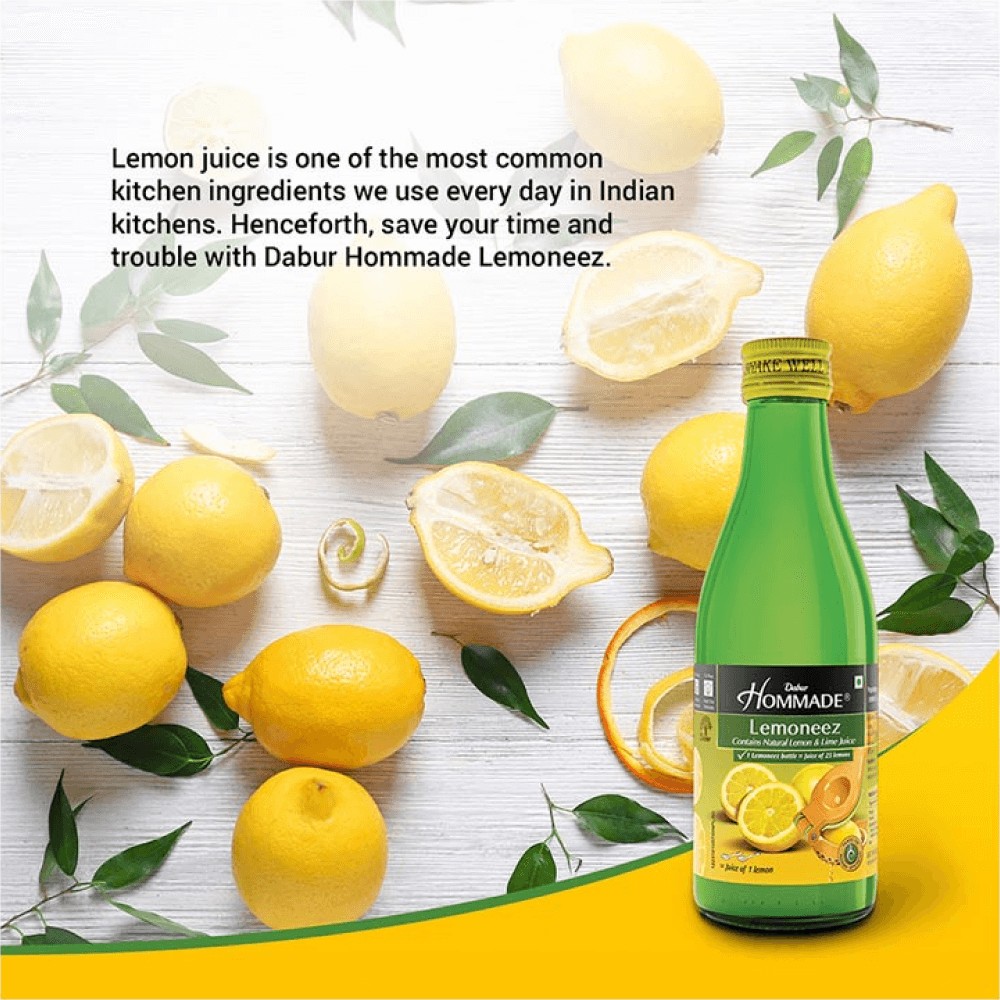 Lemon juice is one of the most common
kitchen ingredients we use every day in Indian
kitchens. Henceforth, save your time and
trouble with Dabur Hommade Lemoneez.
SHAKE WELL
Dabur
HOMMADE®
Lemoneez
Contains Natural Lemon & Lime Juice
✓ 1 Lemoneez bottle = Juice of 25 lemons
= Juice of 1 lemon